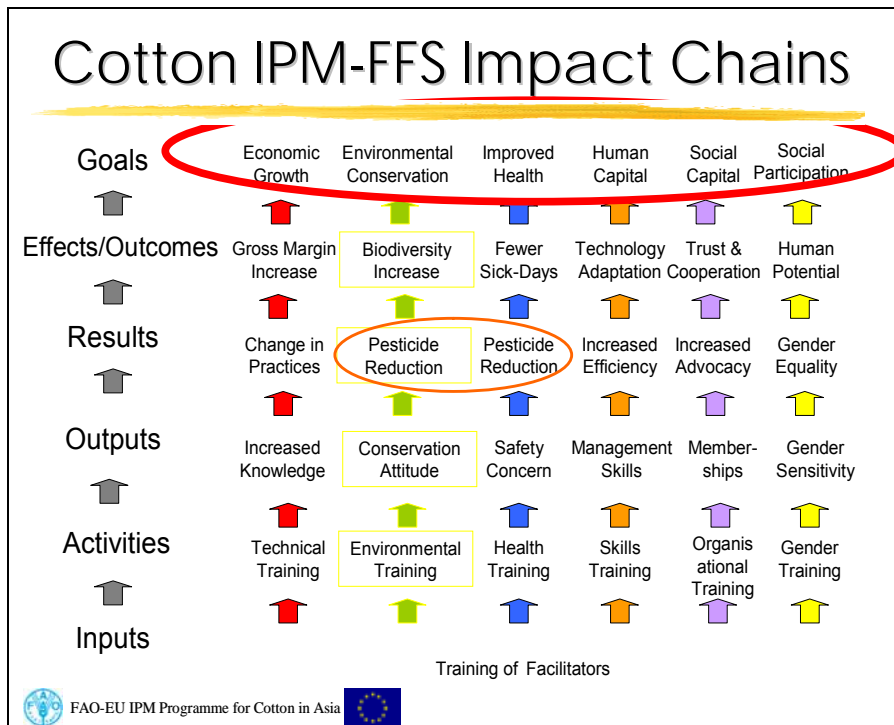 Cotton IPM-FFS Impact Chains
Goals
Economic Growth
Environmental Conservation
Improved Health
Human Capital
Social Capital
Social Participation
Effects/Outcomes
Gross Margin Increase
Biodiversity Increase
Fewer Sick-Days
Technology Adaptation
Trust & Cooperation
Human Potential
Results
Change in Practices
Pesticide Reduction
Pesticide Reduction
Increased Efficiency
Increased Advocacy
Gender Equality
Outputs
Increased Knowledge
Conservation Attitude
Safety Concern
Management Skills
Member-ships
Gender Sensitivity
Activities
Technical Training
Environmental Training
Health Training
Skills Training
Organis ational Training
Gender Training
Inputs
Training of Facilitators
FAO-EU IPM Programme for Cotton in Asia